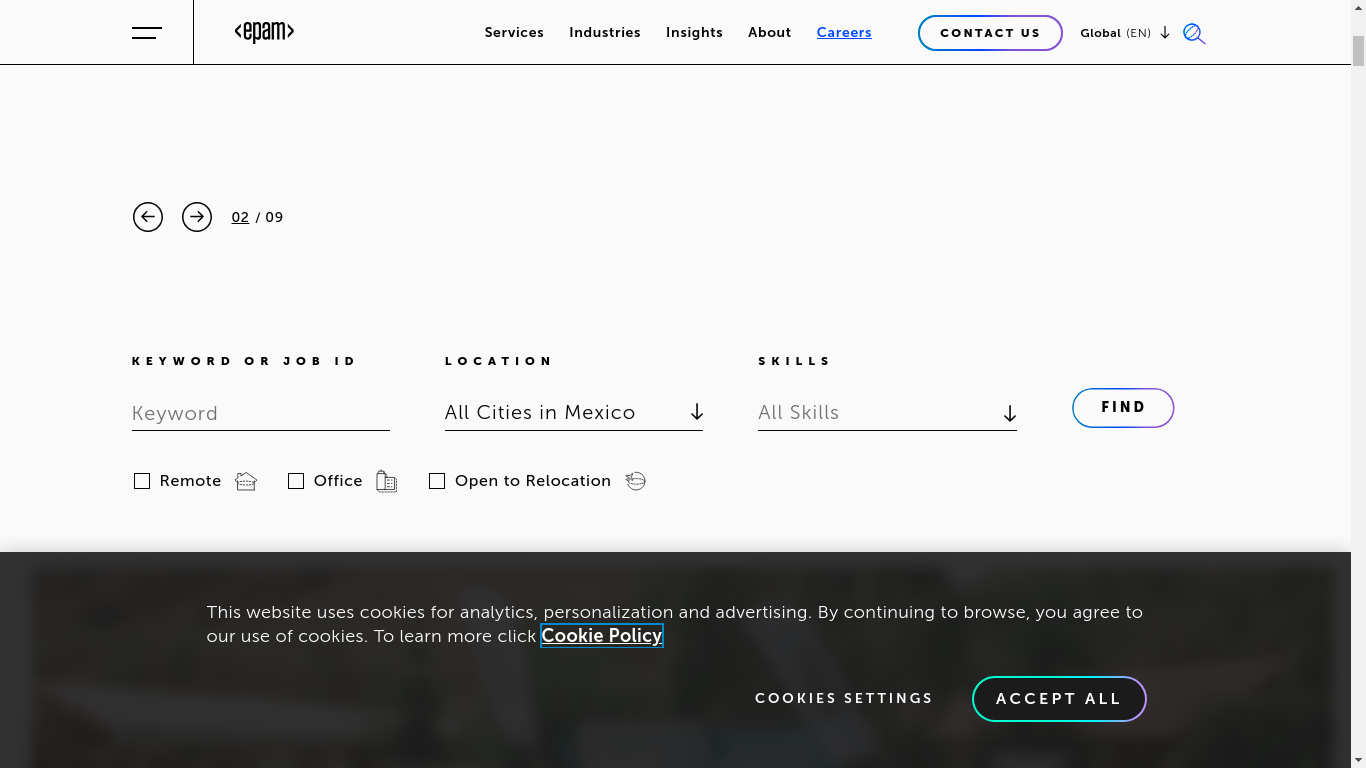 <epam>
Services Industries Insights About Careers CONTACT US Global (EN)
02 / 09
KEYWORD OR JOB ID LOCATION SKILLS
Keyword All Cities in Mexico All Skills FIND
Remote Office Open to Relocation
This website uses cookies for analytics, personalization and advertising. By continuing to browse, you agree to
our use of cookies. To learn more click Cookie Policy
COOKIES SETTINGS ACCEPT ALL